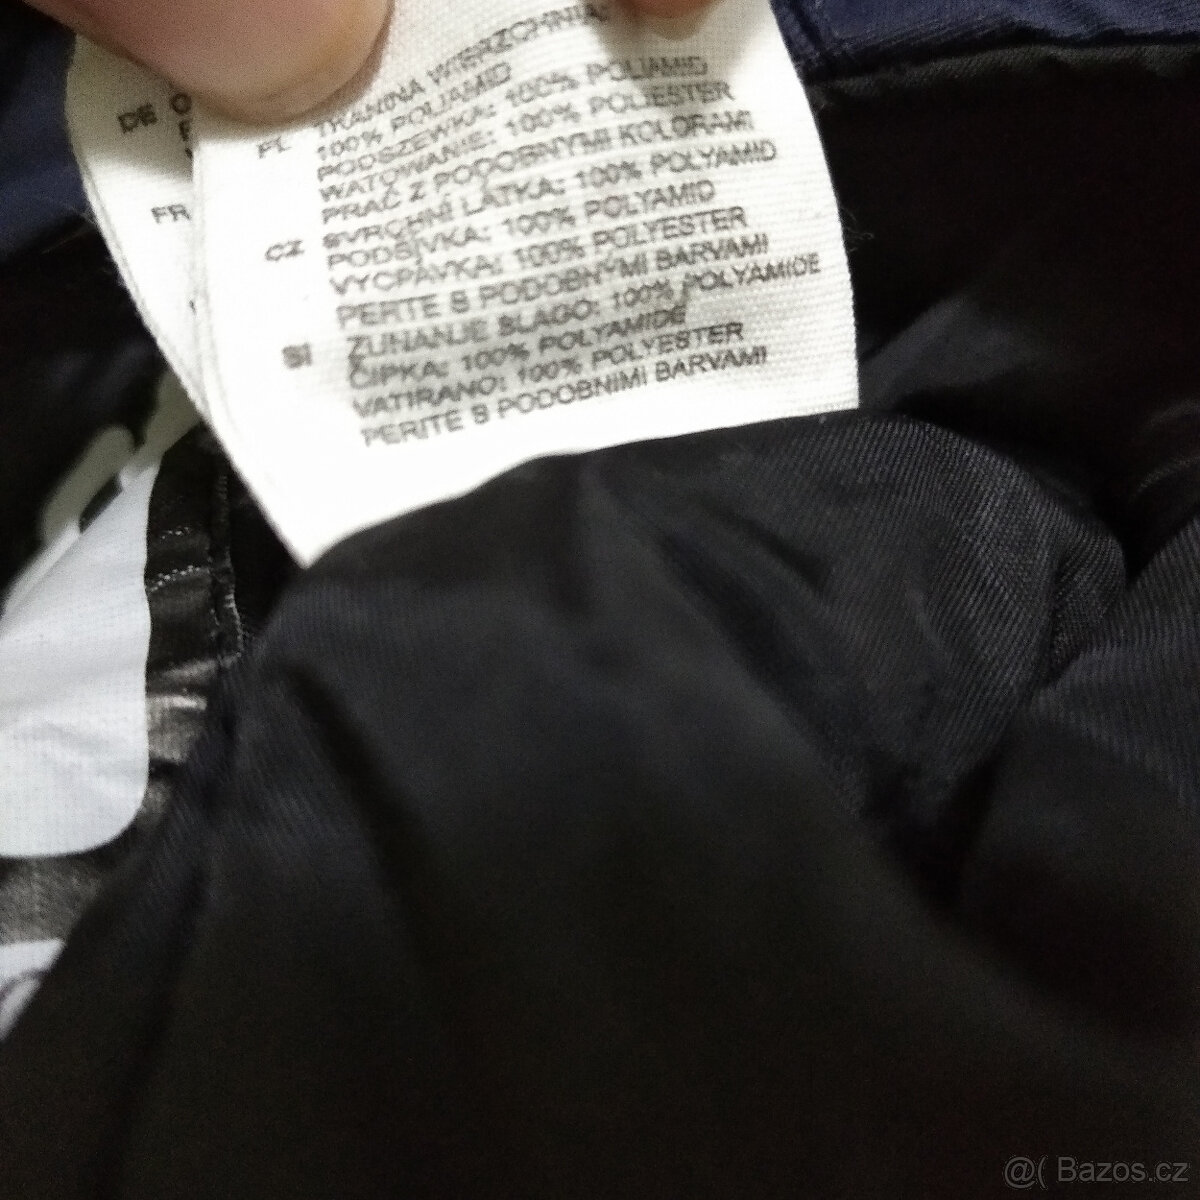 DE
FR
PL TKANINA WIERZCHNIA:
100% POLIAMID
PODSZEWKA: 100% POLIAMID
WATOWANIE: 100% POLIESTER
PRAĆ Z PODOBNYMI KOLORAMI
CZ SVRCHNÍ LÁTKA: 100% POLYAMID
PODŠÍVKA: 100% POLYAMID
VYCPÁVKA: 100% POLYESTER
PERITE S PODOBNÝMI BARVAMI
SI ZUNANJE BLAGO: 100% POLYAMIDE
ČIPKA: 100% POLYAMIDE
VATIRANO: 100% POLYESTER
PERITE S PODOBNIMI BARVAMI
@( Bazos.cz